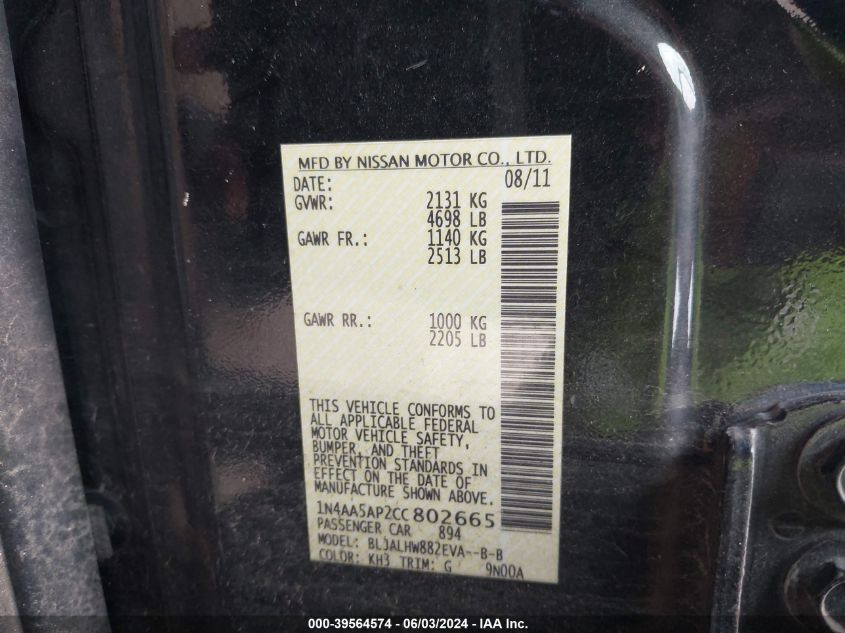 MFD BY NISSAN MOTOR CO., LTD.
DATE: 08/11
GVWR: 2131 KG
4698 LB
GAWR FR.: 1140 KG
2513 LB
GAWR RR.: 1000 KG
2205 LB
THIS VEHICLE CONFORMS TO
ALL APPLICABLE FEDERAL
MOTOR VEHICLE SAFETY,
BUMPER, AND THEFT
PREVENTION STANDARDS IN
EFFECT ON THE DATE OF
MANUFACTURE SHOWN ABOVE.
1N4AA5AP2CC802665
PASSENGER CAR 894
MODEL: BLJALHW882EVA--B-B
COLOR: KH3 TRIM: G 9N00A
000-39564574 - 06/03/2024 - IAA Inc.